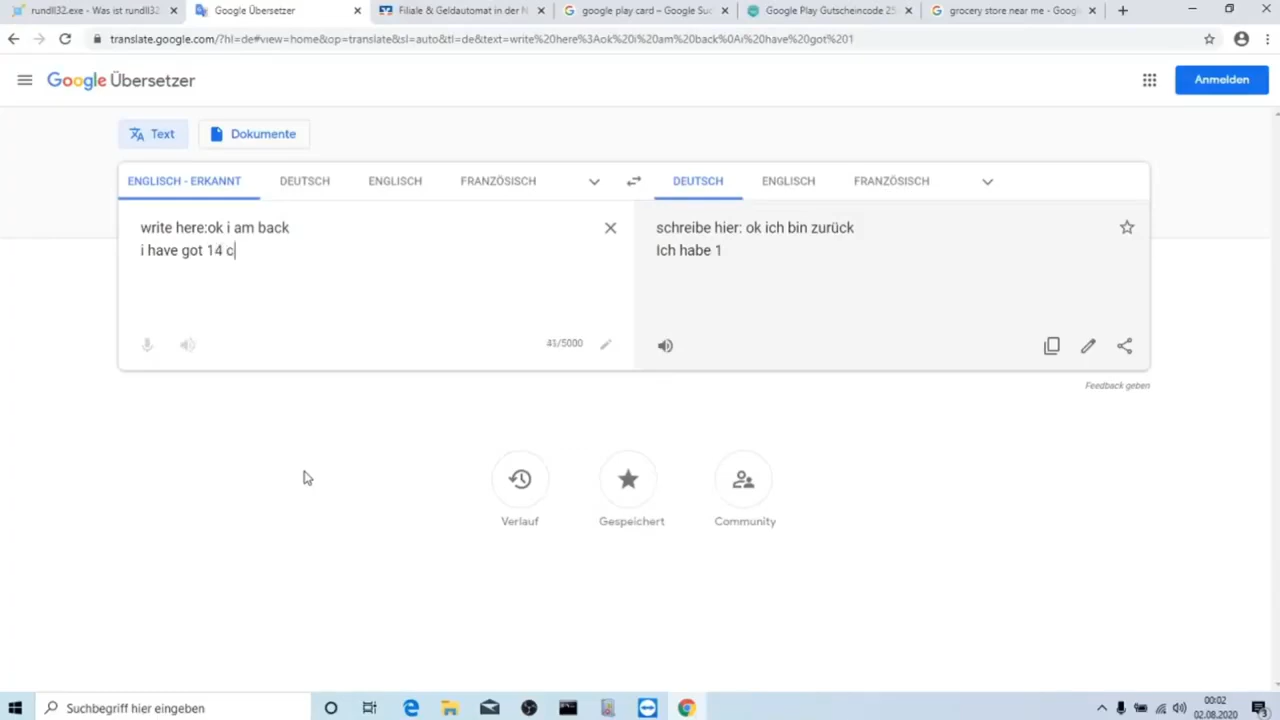 rundll32.exe - Was ist rundll32
Google Übersetzer
Filiale & Geldautomat in der N
google play card – Google Suc
Google Play Gutscheincode 25
grocery store near me - Google
translate.google.com/?hl=de#view=home&op=translate&sl=auto&tl=de&text=write%20here%3Aok%20i%20am%20back%0Ai%20have%20got%201
Google Übersetzer
Anmelden
Text
Dokumente
ENGLISCH - ERKANNT
DEUTSCH
ENGLISCH
FRANZÖSISCH
DEUTSCH
ENGLISCH
FRANZÖSISCH
write here:ok i am back
i have got 14 c
schreibe hier: ok ich bin zurück
Ich habe 1
41/5000
Feedback geben
Verlauf
Gespeichert
Community
Suchbegriff hier eingeben
00:02
02.08.2020
3